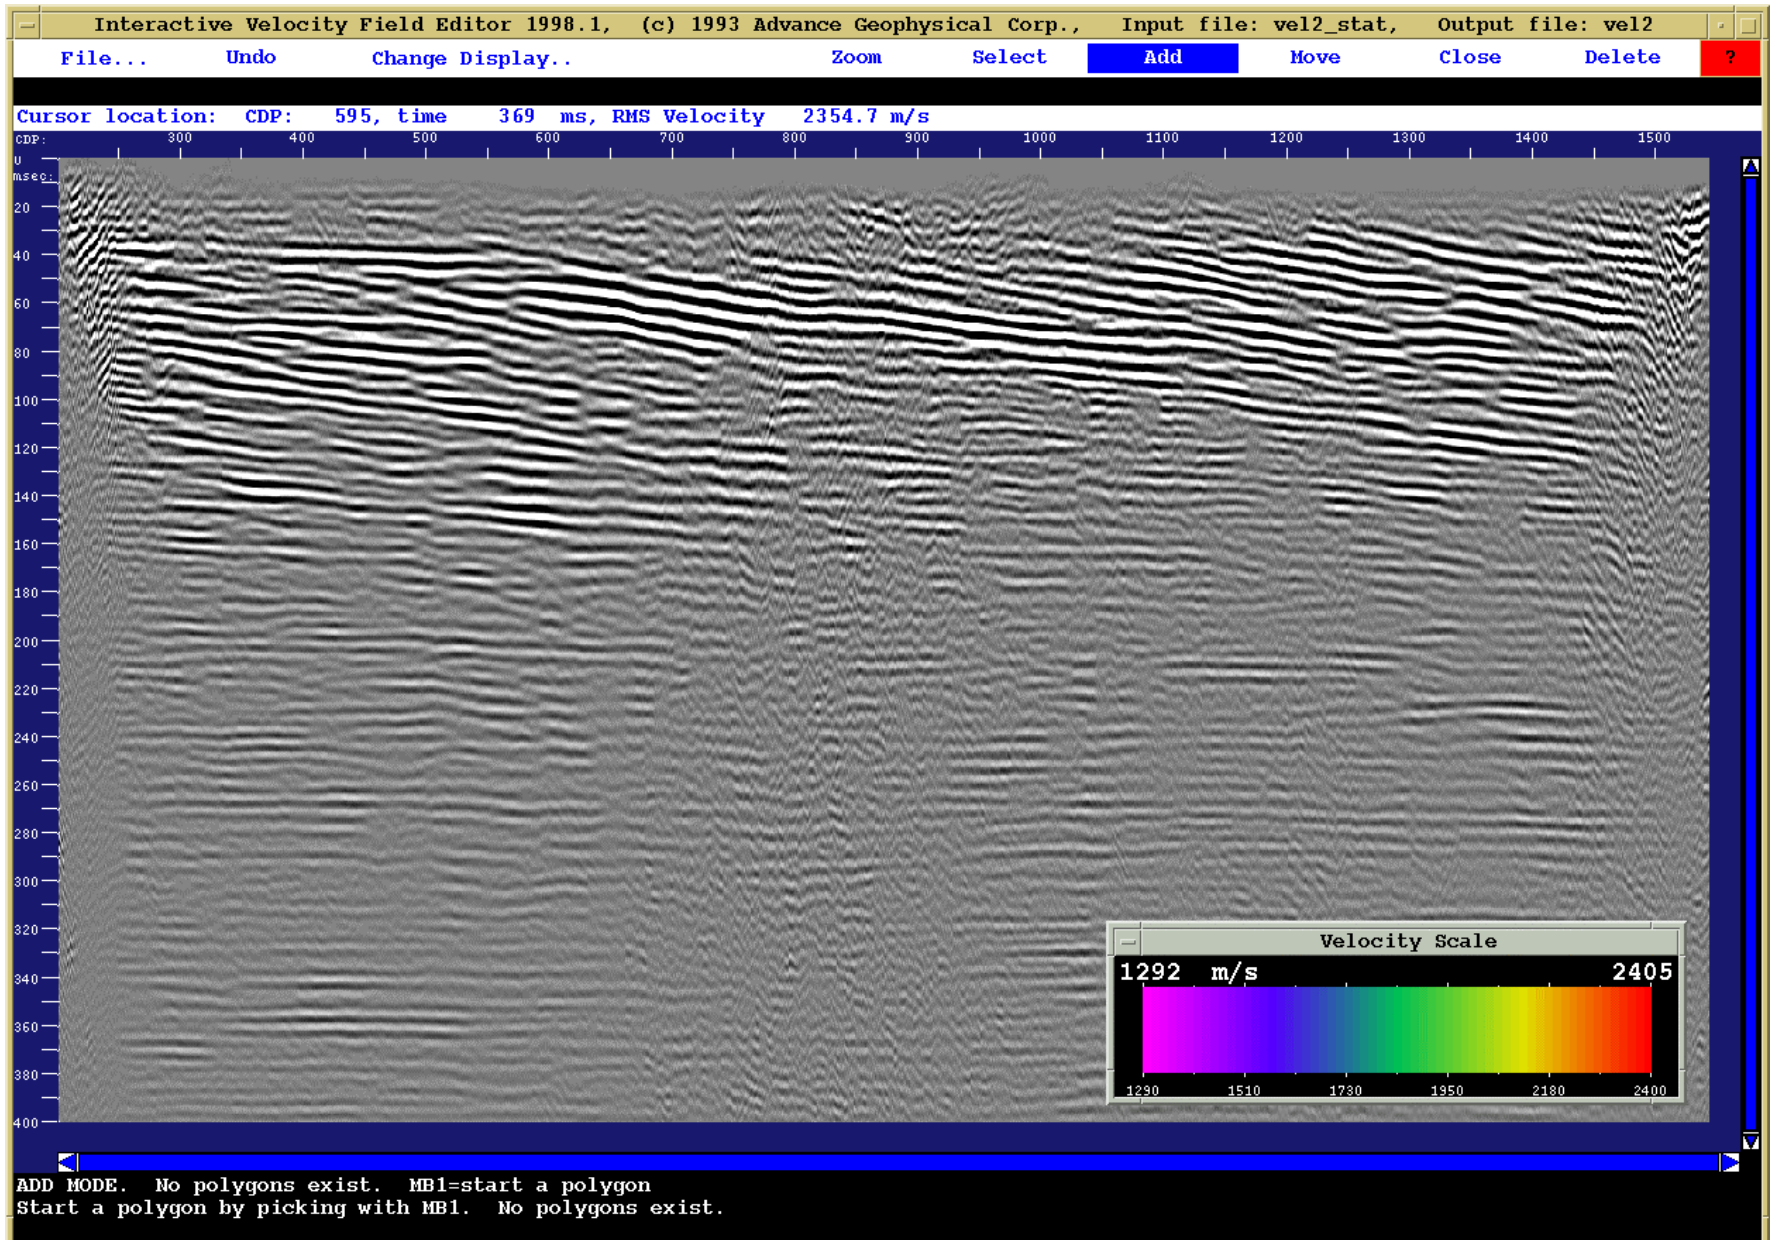 Interactive Velocity Field Editor 1998.1, (c) 1993 Advance Geophysical Corp., Input file: vel2_stat, Output file: vel2
File... Undo Change Display.. Zoom Select Add Move Close Delete ?
Cursor location: CDP: 595, time 369 ms, RMS Velocity 2354.7 m/s
CDP: 300 400 500 600 700 800 900 1000 1100 1200 1300 1400 1500
0
msec:
20
40
60
80
100
120
140
160
180
200
220
240
260
280
300
320
340
360
380
400
Velocity Scale
1292 m/s 2405
1290 1510 1730 1950 2180 2400
ADD MODE. No polygons exist. MB1=start a polygon
Start a polygon by picking with MB1. No polygons exist.